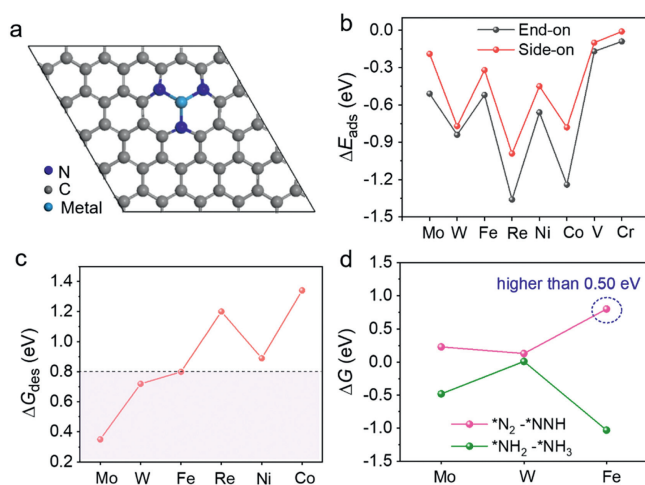 a
N
C
Metal
b
End-on
Side-on
0.0
-0.3
-0.6
-0.9
-1.2
-1.5
ΔE_ads (eV)
Mo W Fe Re Ni Co V Cr
c
1.4
1.2
1.0
0.8
0.6
0.4
0.2
ΔG_des (eV)
Mo W Fe Re Ni Co
d
higher than 0.50 eV
1.5
1.0
0.5
0.0
-0.5
-1.0
-1.5
ΔG (eV)
*N₂ -*NNH
*NH₂ -*NH₃
Mo W Fe